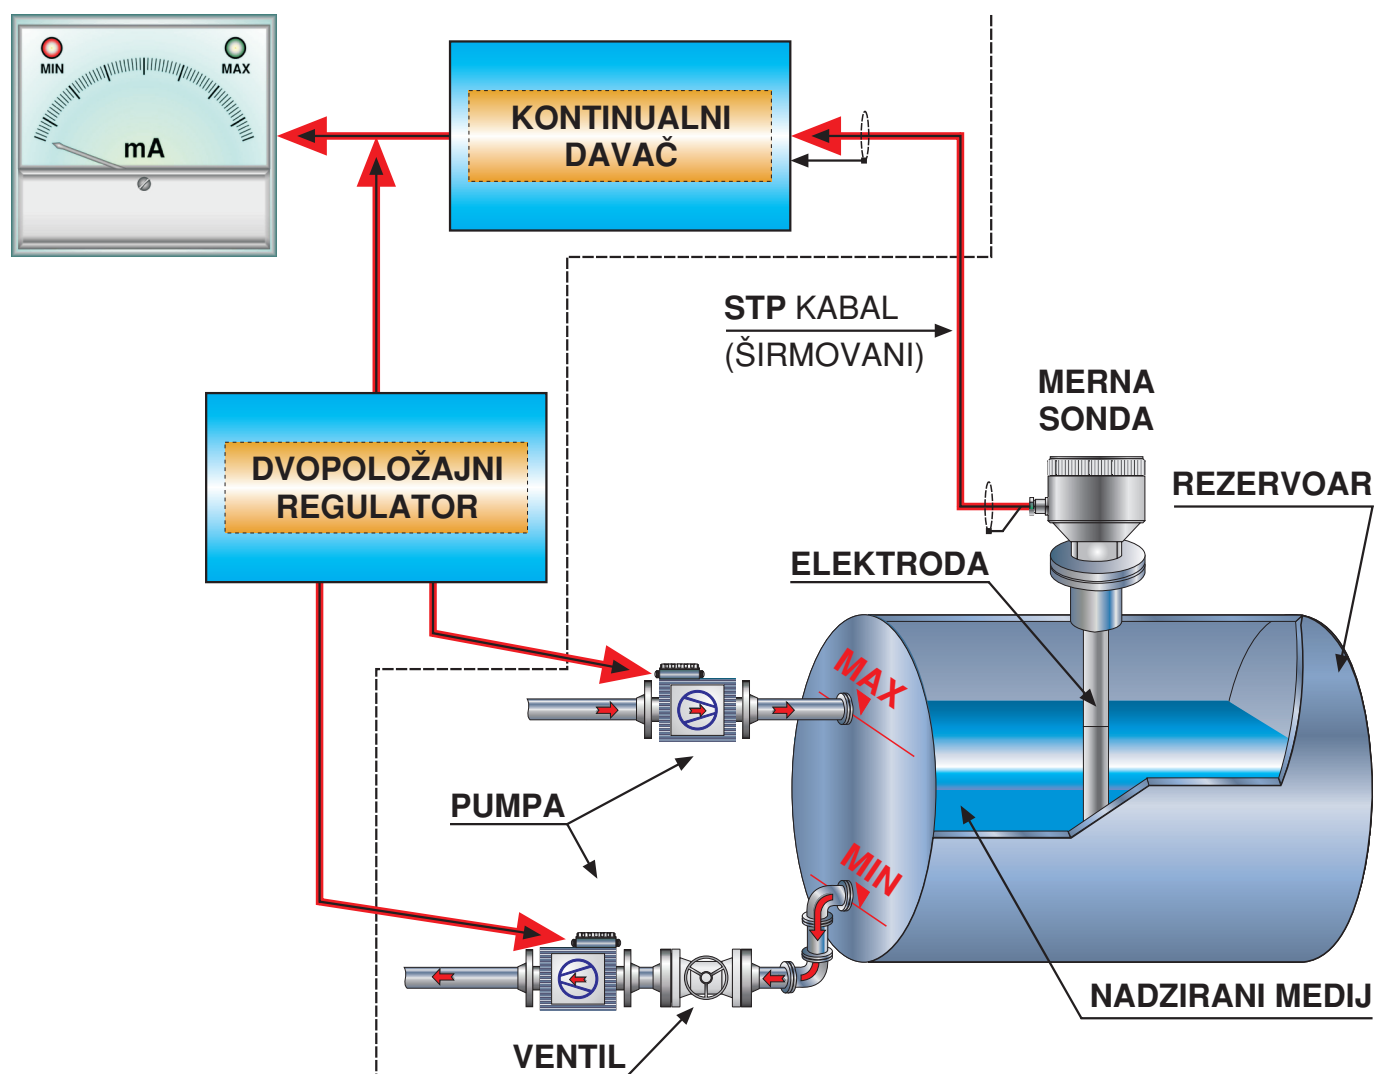 MIN
MAX
mA
KONTINUALNI
DAVAČ
STP KABAL
(ŠIRMOVANI)
MERNA
SONDA
REZERVOAR
DVOPOLOŽAJNI
REGULATOR
ELEKTRODA
MAX
PUMPA
MIN
NADZIRANI MEDIJ
VENTIL